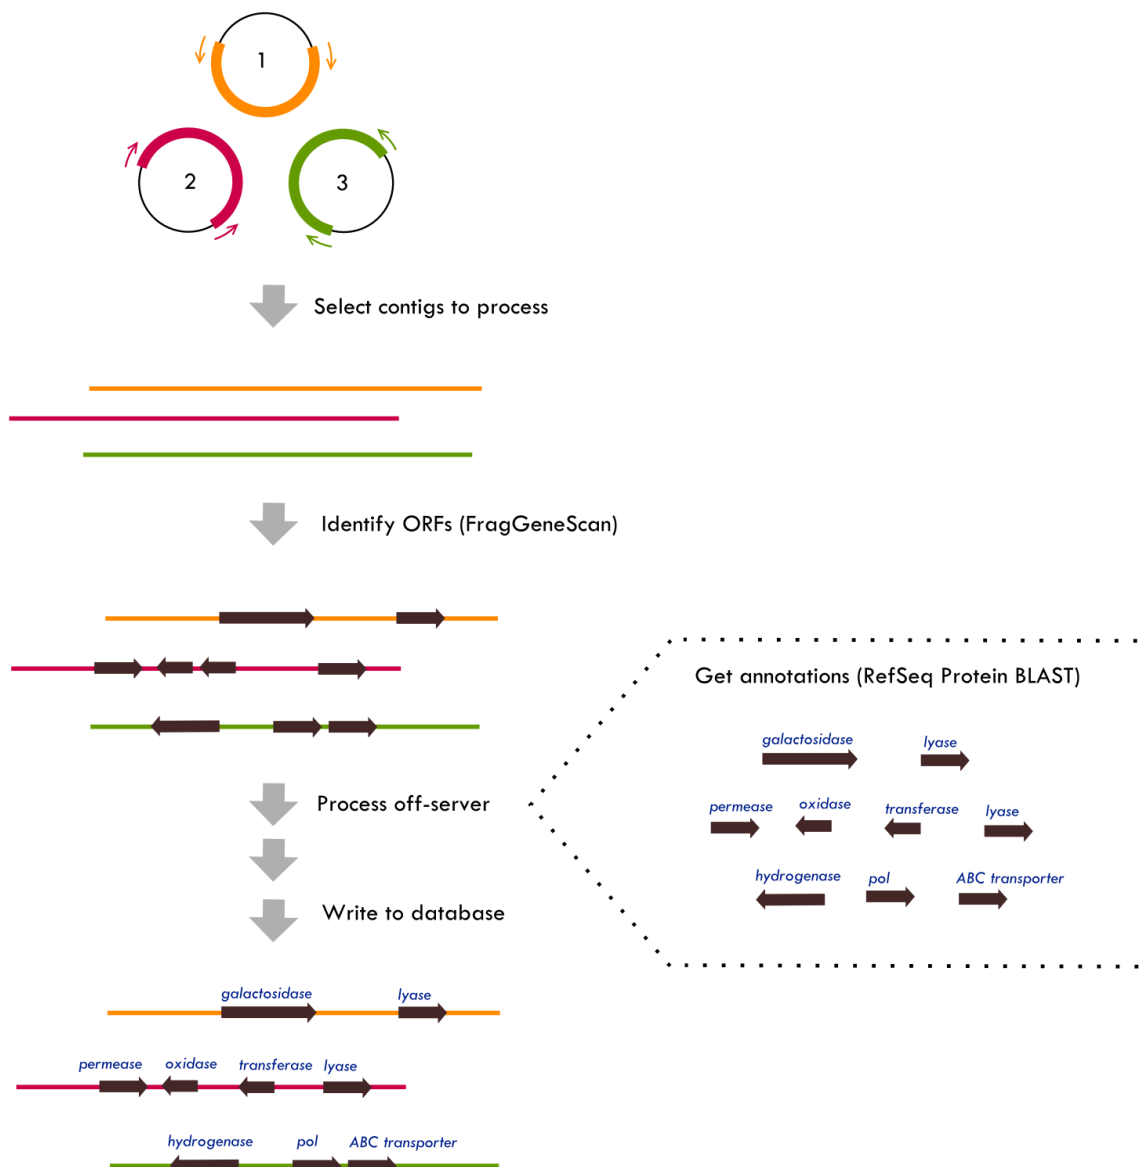 1
2
3
Select contigs to process
Identify ORFs (FragGeneScan)
Get annotations (RefSeq Protein BLAST)
galactosidase lyase
permease oxidase transferase lyase
hydrogenase pol ABC transporter
Process off-server
Write to database
galactosidase lyase
permease oxidase transferase lyase
hydrogenase pol ABC transporter